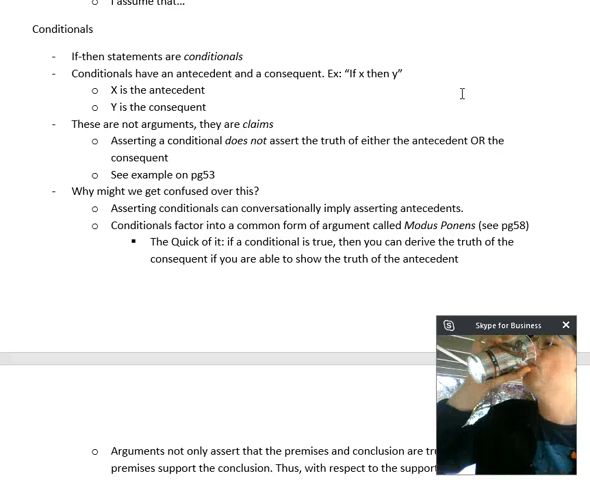 o I assume that...
Conditionals
- If-then statements are conditionals
- Conditionals have an antecedent and a consequent. Ex: “If x then y”
o X is the antecedent
o Y is the consequent
- These are not arguments, they are claims
o Asserting a conditional does not assert the truth of either the antecedent OR the
consequent
o See example on pg53
- Why might we get confused over this?
o Asserting conditionals can conversationally imply asserting antecedents.
o Conditionals factor into a common form of argument called Modus Ponens (see pg58)
▪ The Quick of it: if a conditional is true, then you can derive the truth of the
consequent if you are able to show the truth of the antecedent
Skype for Business
o Arguments not only assert that the premises and conclusion are
premises support the conclusion. Thus, with respect to the support